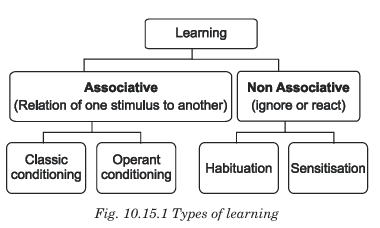 Learning
Associative
(Relation of one stimulus to another)
Non Associative
(ignore or react)
Classic
conditioning
Operant
conditioning
Habituation
Sensitisation
Fig. 10.15.1 Types of learning